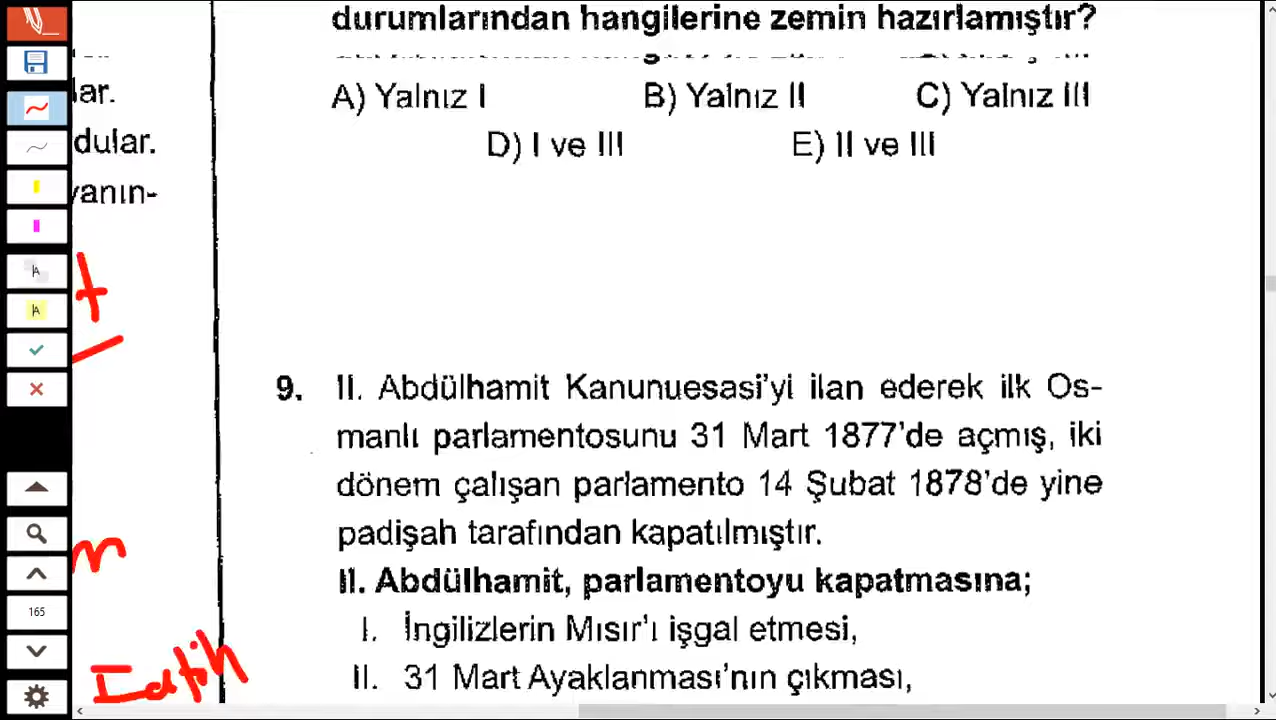 durumlarından hangilerine zemin hazırlamıştır?
A) Yalnız I B) Yalnız II C) Yalnız III
D) I ve III E) II ve III
lar.
dular.
yanın-
9. II. Abdülhamit Kanunuesasi'yi ilan ederek ilk Os-
manlı parlamentosunu 31 Mart 1877'de açmış, iki
dönem çalışan parlamento 14 Şubat 1878'de yine
padişah tarafından kapatılmıştır.
II. Abdülhamit, parlamentoyu kapatmasına;
I. İngilizlerin Mısır'ı işgal etmesi,
II. 31 Mart Ayaklanması'nın çıkması,
165
Fatih